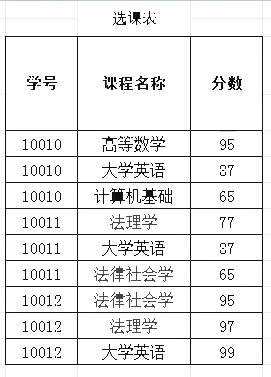 选课表
学号 课程名称 分数
10010 高等数学 95
10010 大学英语 87
10010 计算机基础 65
10011 法理学 77
10011 大学英语 87
10011 法律社会学 65
10012 法律社会学 95
10012 法理学 97
10012 大学英语 99